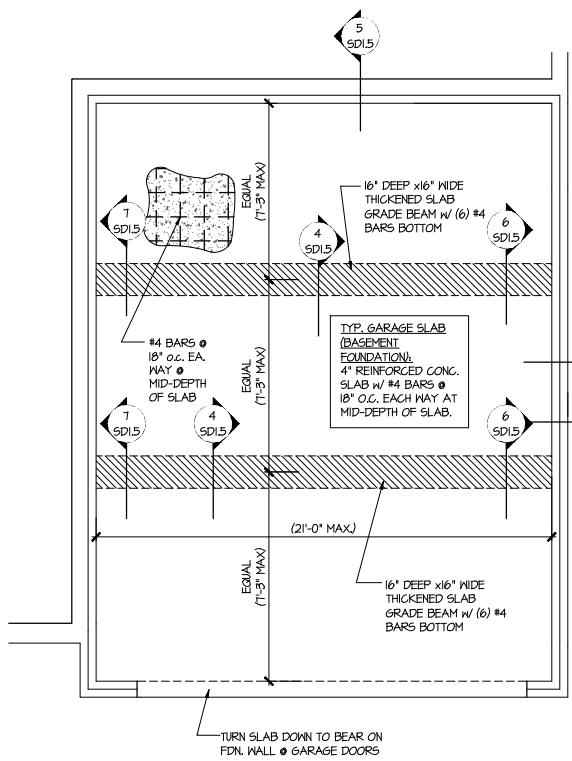 5
SD1.5
EQUAL
(7'-3" MAX)
16" DEEP x16" WIDE
THICKENED SLAB
GRADE BEAM W/ (6) #4
BARS BOTTOM
7
SD1.5
4
SD1.5
6
SD1.5
#4 BARS @
18" O.C. EA.
WAY @
MID-DEPTH
OF SLAB
EQUAL
(7'-3" MAX)
TYP. GARAGE SLAB
(BASEMENT
FOUNDATION):
4" REINFORCED CONC.
SLAB W/ #4 BARS @
18" O.C. EACH WAY AT
MID-DEPTH OF SLAB.
7
SD1.5
4
SD1.5
6
SD1.5
(21'-0" MAX.)
EQUAL
(7'-3" MAX)
16" DEEP x16" WIDE
THICKENED SLAB
GRADE BEAM W/ (6) #4
BARS BOTTOM
TURN SLAB DOWN TO BEAR ON
FDN. WALL @ GARAGE DOORS